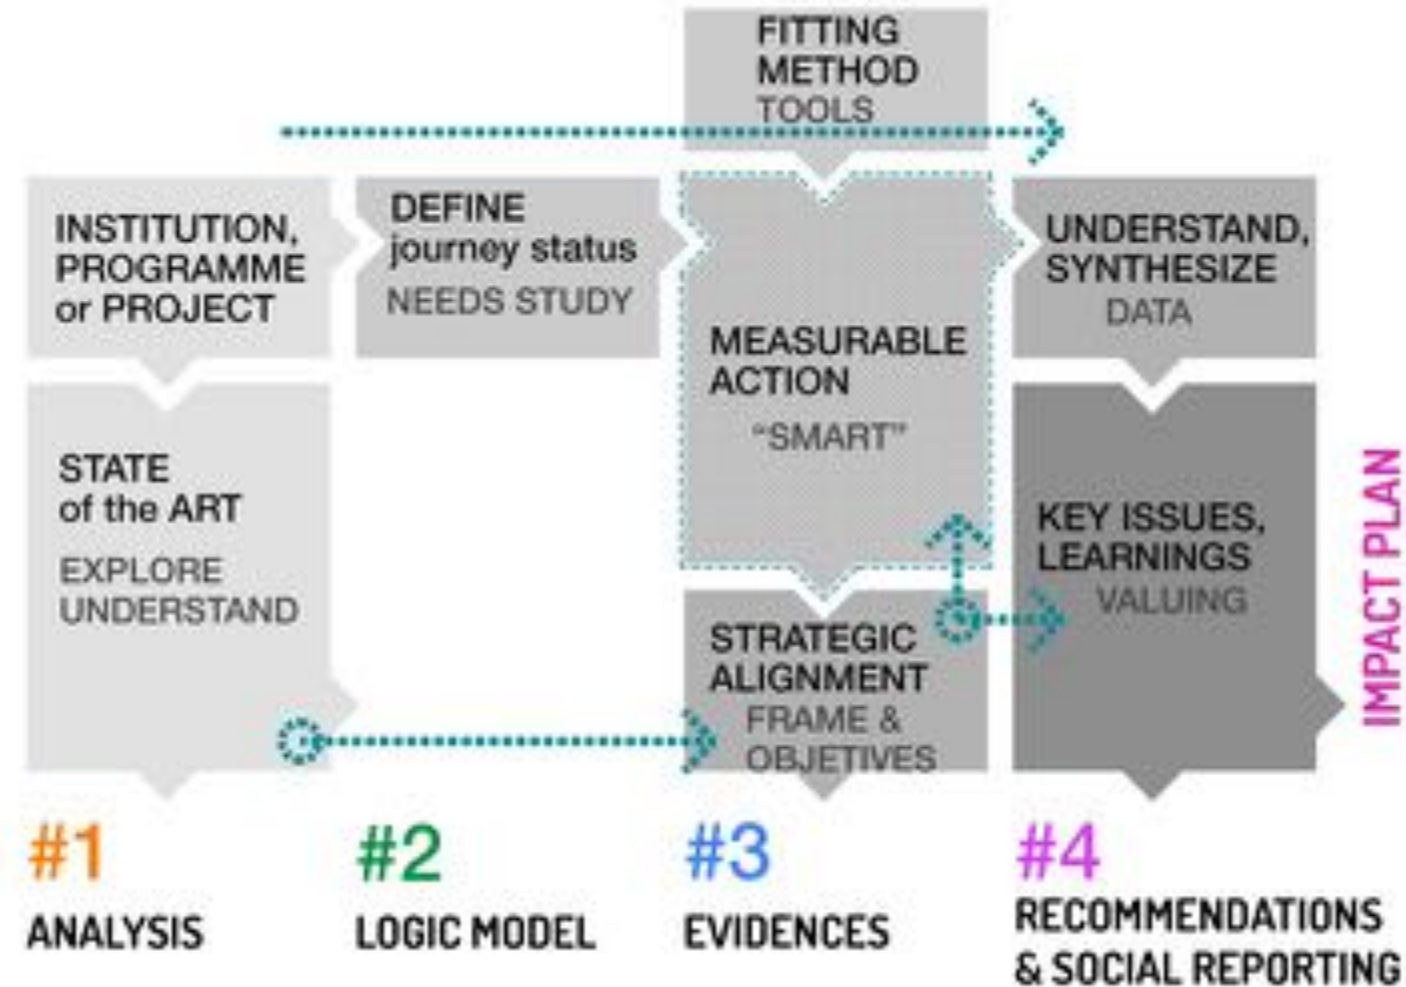 FITTING
METHOD
TOOLS
INSTITUTION,
PROGRAMME
or PROJECT
DEFINE
journey status
NEEDS STUDY
UNDERSTAND,
SYNTHESIZE
DATA
MEASURABLE
ACTION
“SMART”
STATE
of the ART
EXPLORE
UNDERSTAND
KEY ISSUES,
LEARNINGS
VALUING
STRATEGIC
ALIGNMENT
FRAME &
OBJETIVES
IMPACT PLAN
#1
ANALYSIS
#2
LOGIC MODEL
#3
EVIDENCES
#4
RECOMMENDATIONS
& SOCIAL REPORTING